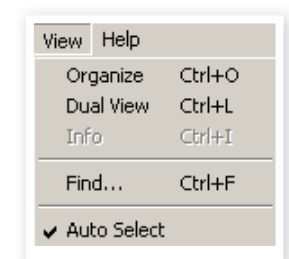 View Help
Organize Ctrl+O
Dual View Ctrl+L
Info Ctrl+I
Find... Ctrl+F
Auto Select